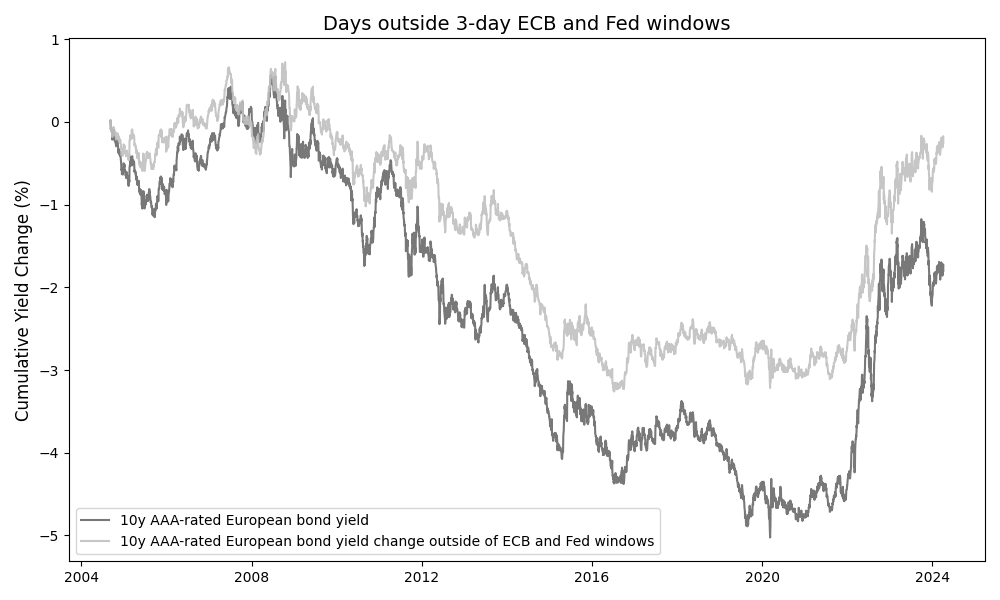 Days outside 3-day ECB and Fed windows
Cumulative Yield Change (%)
1
0
−1
−2
−3
−4
−5
10y AAA-rated European bond yield
10y AAA-rated European bond yield change outside of ECB and Fed windows
2004 2008 2012 2016 2020 2024